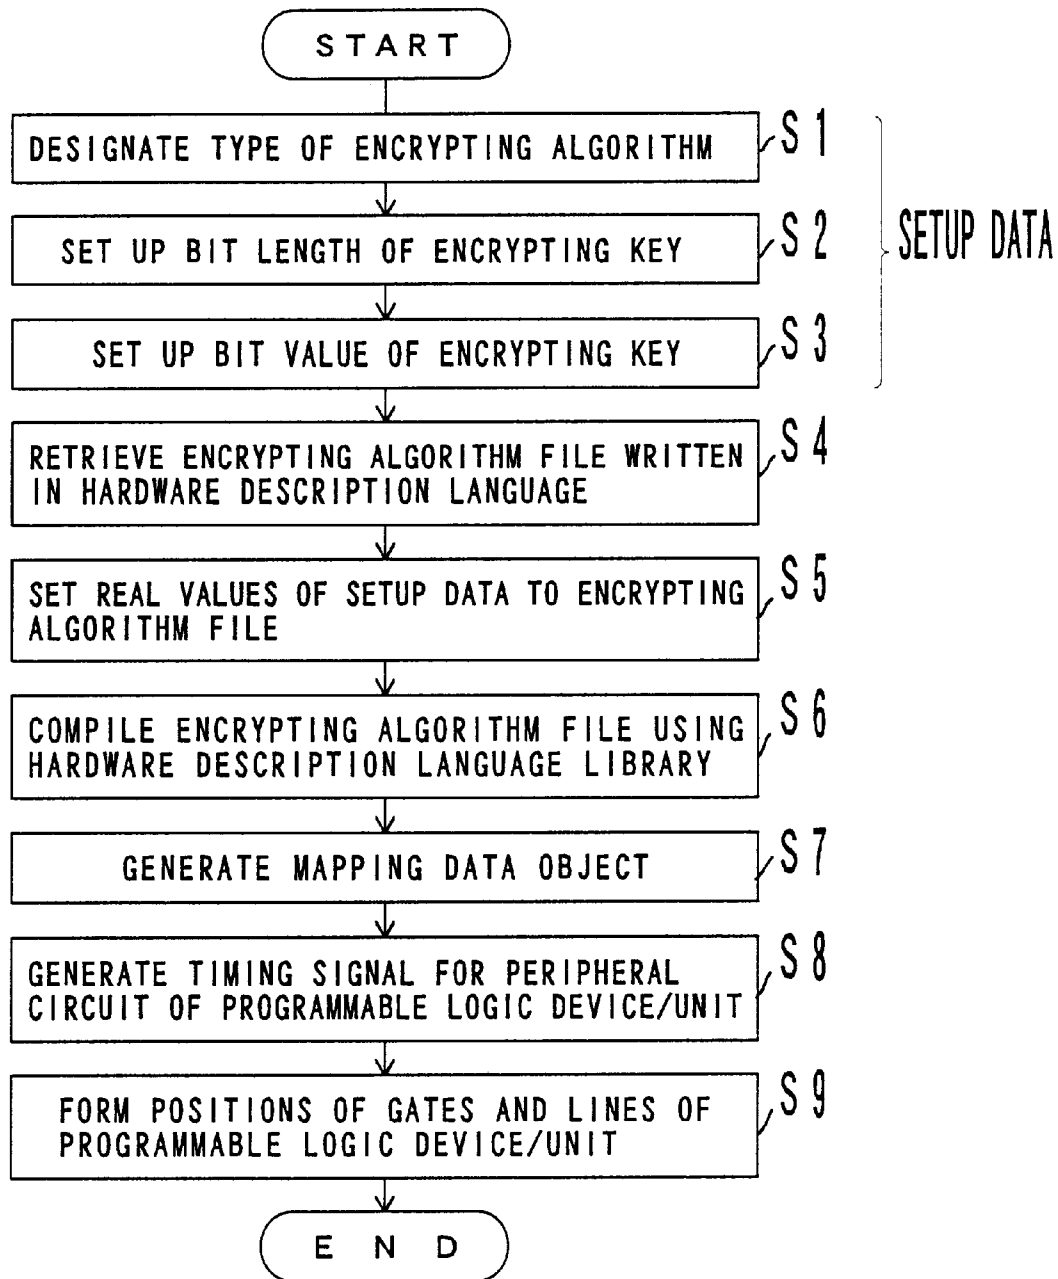 START
DESIGNATE TYPE OF ENCRYPTING ALGORITHM
S1
SET UP BIT LENGTH OF ENCRYPTING KEY
S2
SETUP DATA
SET UP BIT VALUE OF ENCRYPTING KEY
S3
RETRIEVE ENCRYPTING ALGORITHM FILE WRITTEN
IN HARDWARE DESCRIPTION LANGUAGE
S4
SET REAL VALUES OF SETUP DATA TO ENCRYPTING
ALGORITHM FILE
S5
COMPILE ENCRYPTING ALGORITHM FILE USING
HARDWARE DESCRIPTION LANGUAGE LIBRARY
S6
GENERATE MAPPING DATA OBJECT
S7
GENERATE TIMING SIGNAL FOR PERIPHERAL
CIRCUIT OF PROGRAMMABLE LOGIC DEVICE/UNIT
S8
FORM POSITIONS OF GATES AND LINES OF
PROGRAMMABLE LOGIC DEVICE/UNIT
S9
END